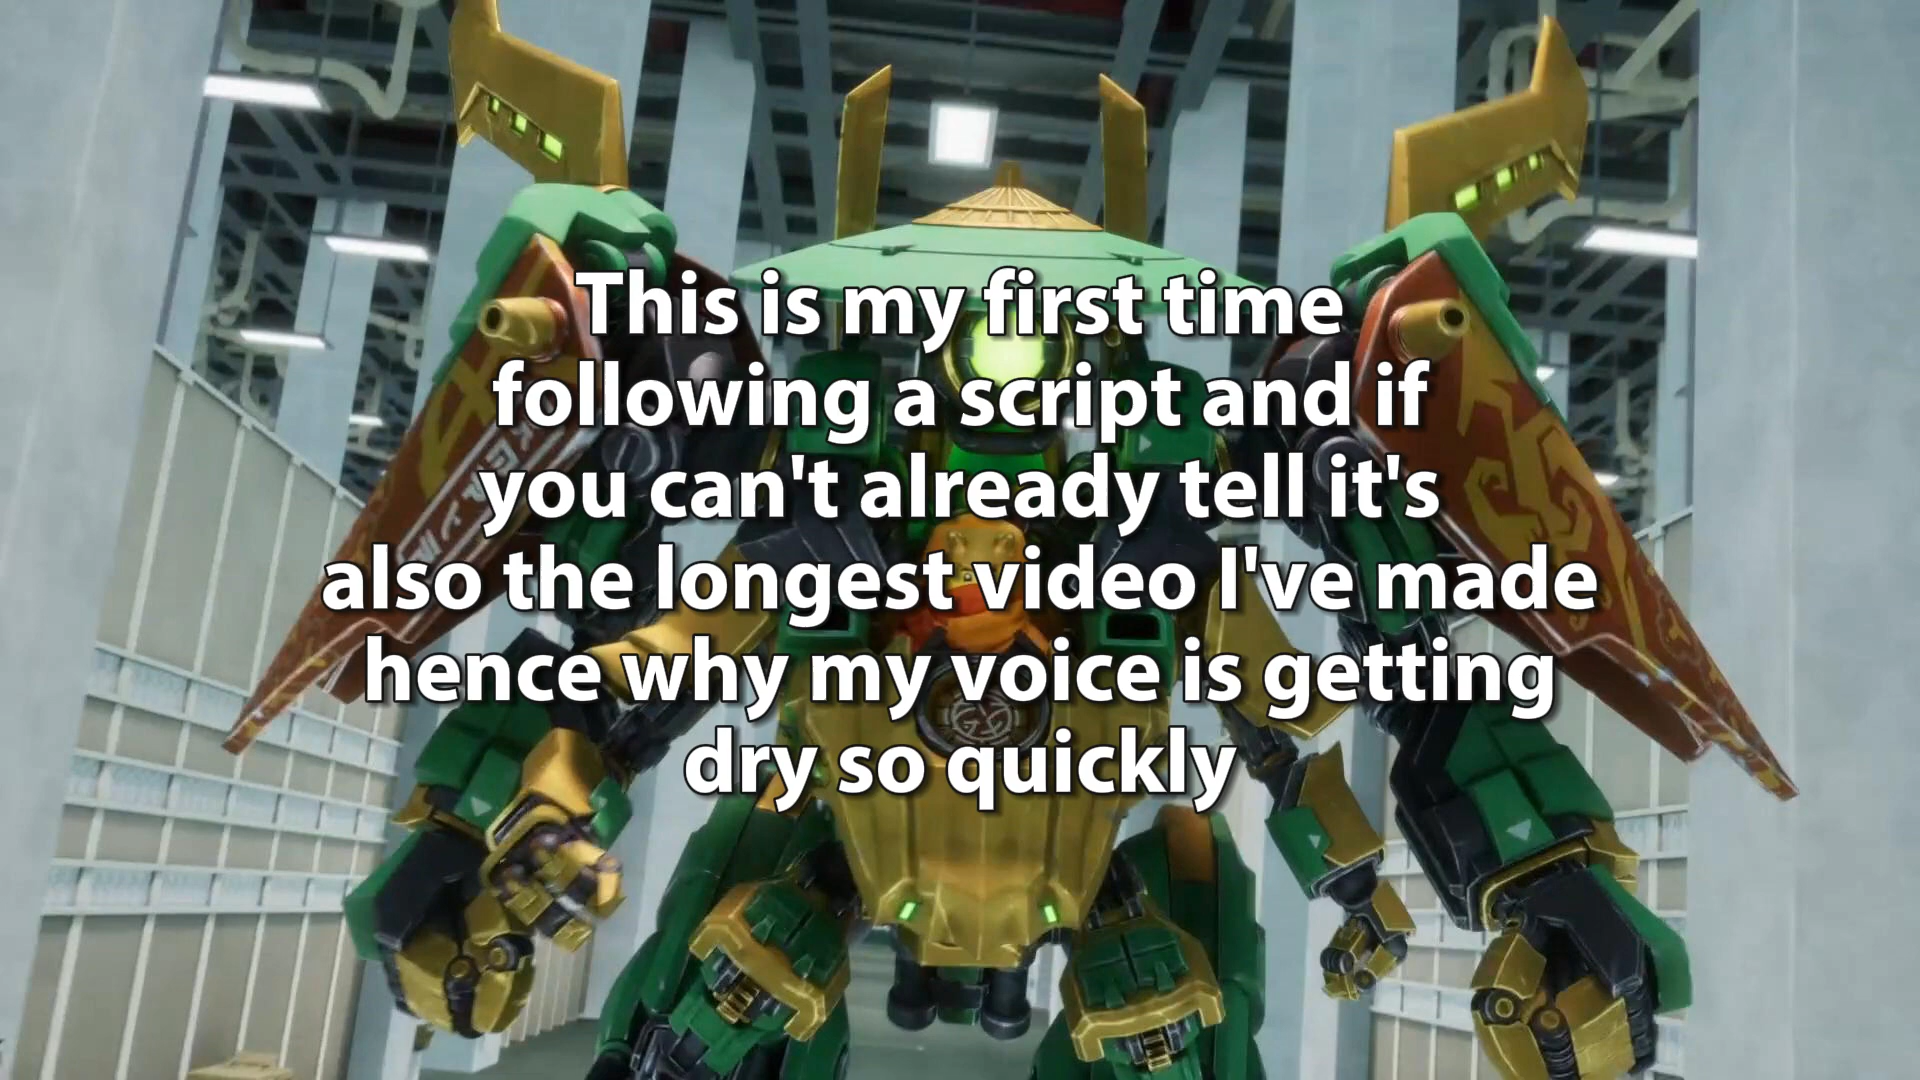 This is my first time
following a script and if
you can't already tell it's
also the longest video I've made
hence why my voice is getting
dry so quickly